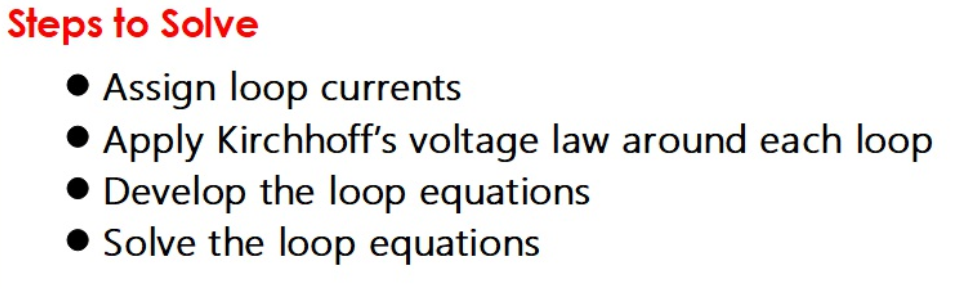 Steps to Solve
● Assign loop currents
● Apply Kirchhoff's voltage law around each loop
● Develop the loop equations
● Solve the loop equations